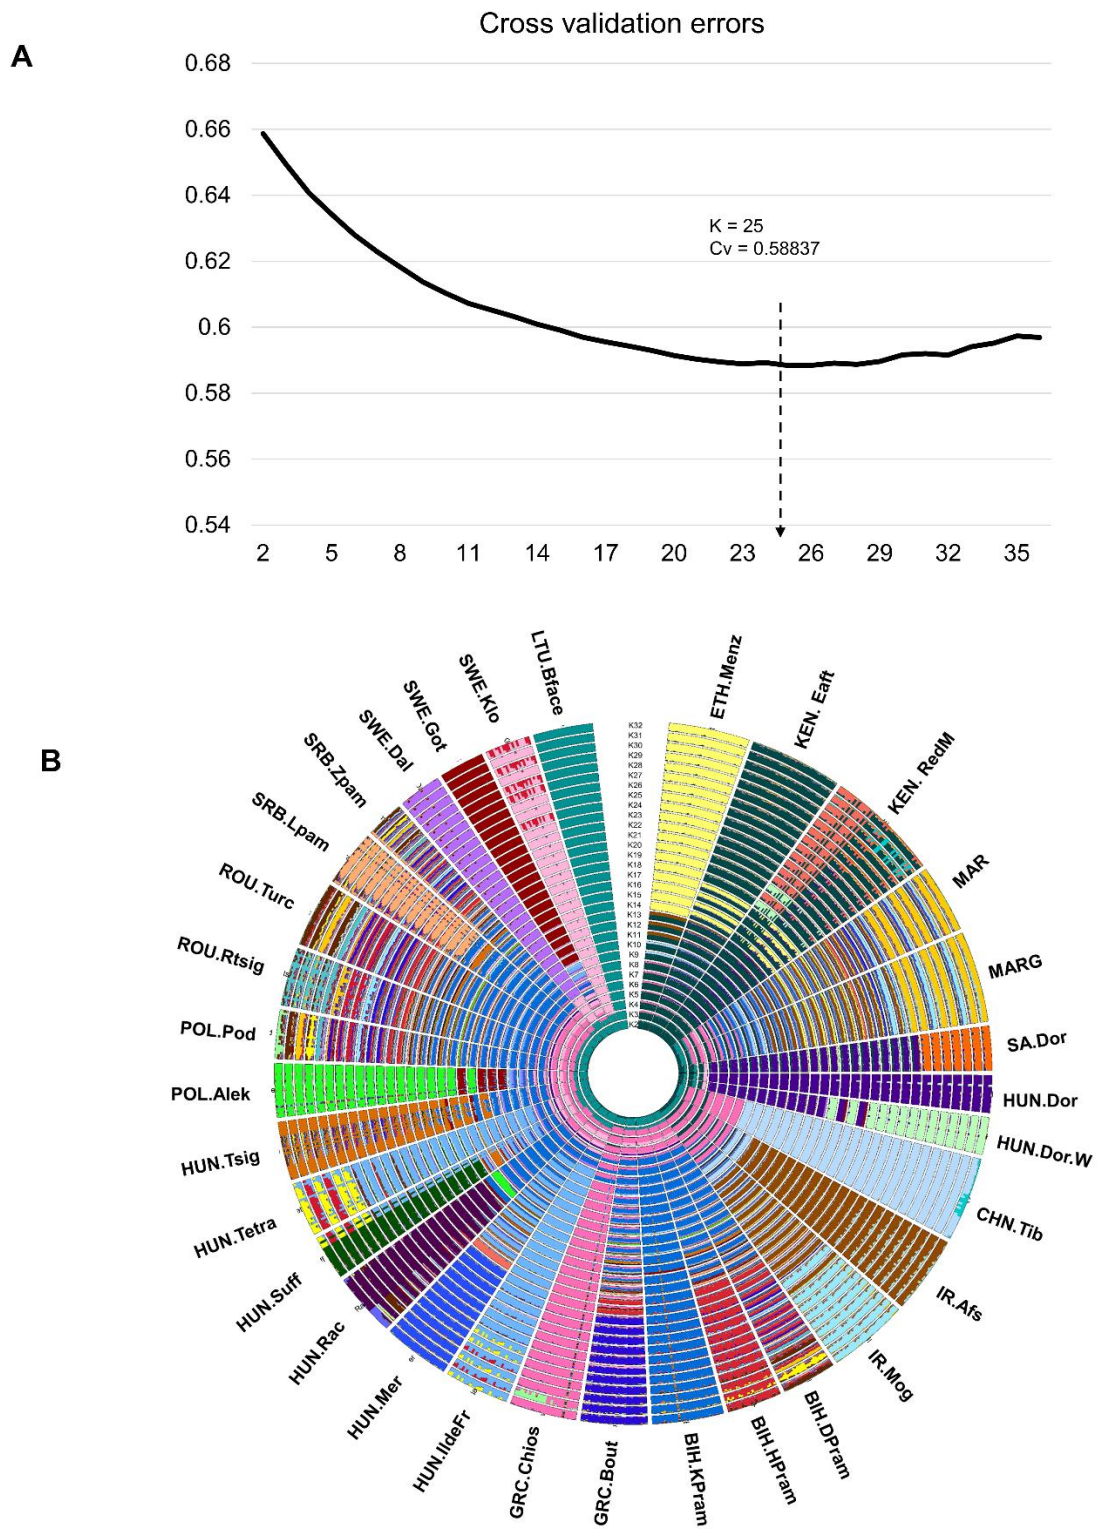 Cross validation errors
A
0.68
0.66
0.64
0.62
0.6
0.58
0.56
0.54
K = 25
Cv = 0.58837
2 5 8 11 14 17 20 23 26 29 32 35
B
LTU.Bface
SWE.Klo
SWE.Got
SWE.Dal
SRB.Zpam
SRB.Lpam
ROU.Turc
ROU.Rtsig
POL.Pod
POL.Alek
HUN.Tsig
HUN.Tetra
HUN.Suff
HUN.Rac
HUN.Mer
HUN.IldeFr
GRC.Chios
GRC.Bout
BIH.KPram
BIH.HPram
BIH.DPram
IR.Mog
IR.Afs
CHN.Tib
HUN.Dor.W
HUN.Dor
SA.Dor
MARG
MAR
KEN. RedM
KEN. Eaft
ETH.Menz
K32
K31
K30
K29
K28
K27
K26
K25
K24
K23
K22
K21
K20
K19
K18
K17
K16
K15
K14
K13
K12
K11
K10
K9
K8
K7
K6
K5
K4
K3
K2